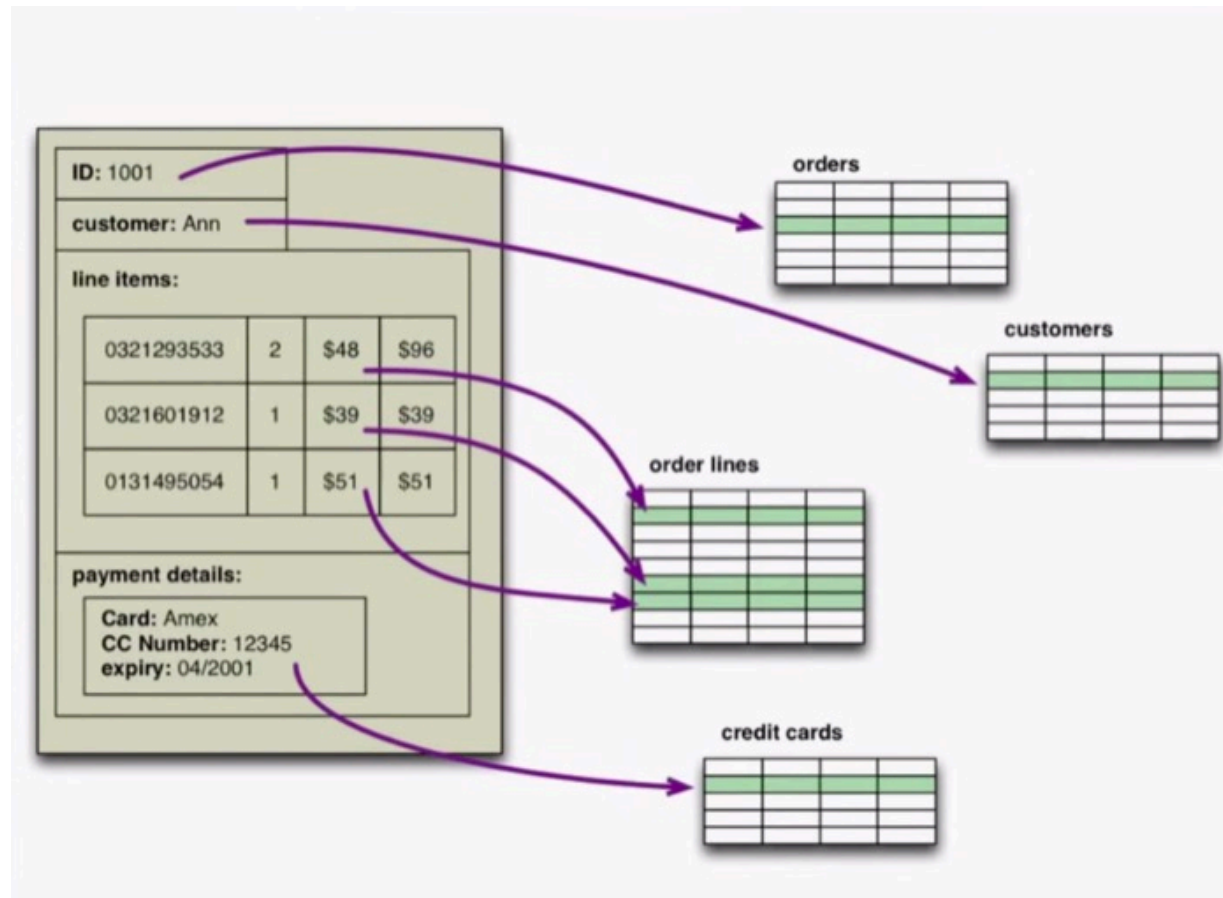 ID: 1001
customer: Ann
line items:
0321293533 2 $48 $96
0321601912 1 $39 $39
0131495054 1 $51 $51
payment details:
Card: Amex
CC Number: 12345
expiry: 04/2001
orders
customers
order lines
credit cards